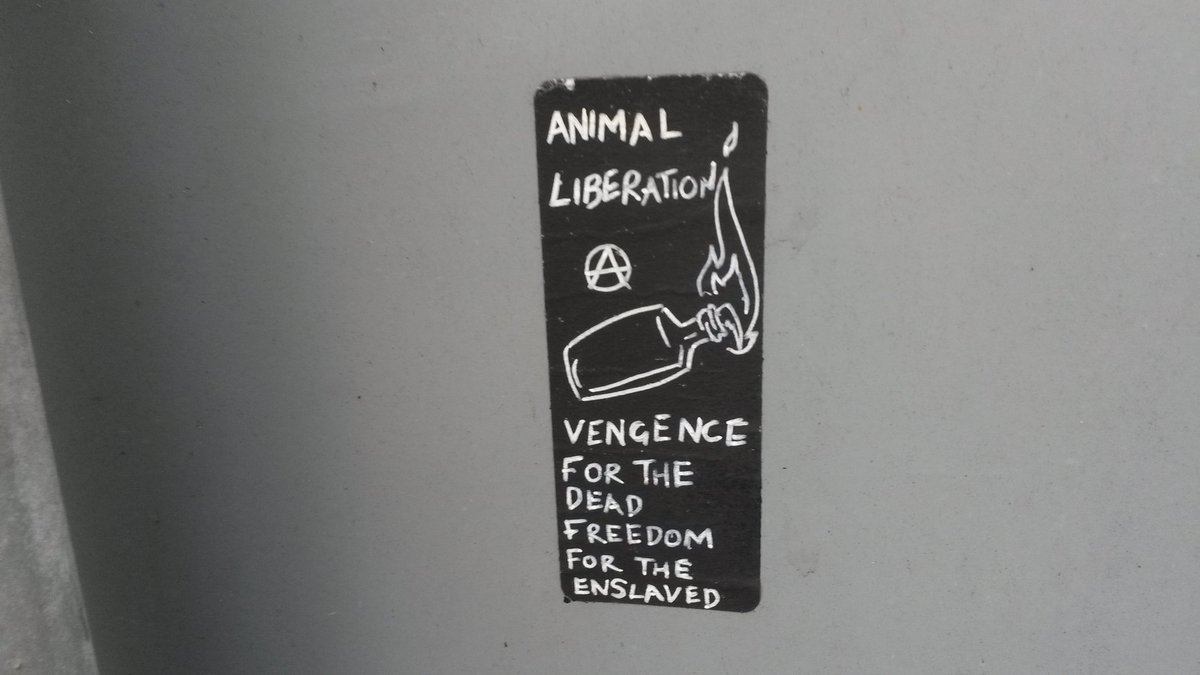 ANIMAL
LIBERATION
VENGENCE
FOR THE
DEAD
FREEDOM
FOR THE
ENSLAVED